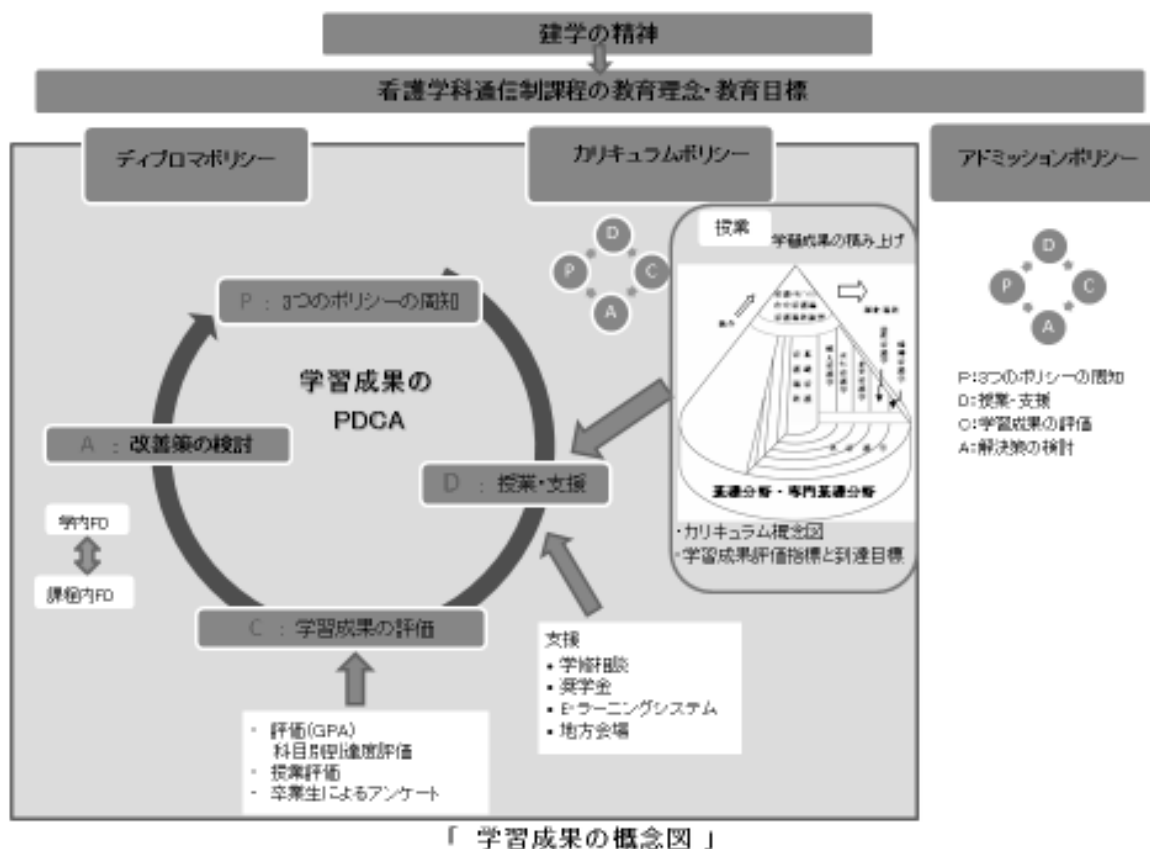 建学の精神
看護学科通信制課程の教育理念・教育目標
ディプロマポリシー
カリキュラムポリシー
アドミッションポリシー
D
P
C
A
授業
学習成果の積み上げ
基礎分野・専門基礎分野
・カリキュラム概念図
・学習成果評価指標と到達目標
D
P
C
A
P:3つのポリシーの周知
D:授業・支援
C:学習成果の評価
A:解決策の検討
P : 3つのポリシーの周知
学習成果の
PDCA
A : 改善策の検討
D : 授業・支援
学内FD
課程内FD
C : 学習成果の評価
支援
• 学修相談
• 奨学金
• E-ラーニングシステム
• 地方会場
- 評価(GPA)
科目別到達度評価
- 授業評価
- 卒業生によるアンケート
「 学習成果の概念図 」